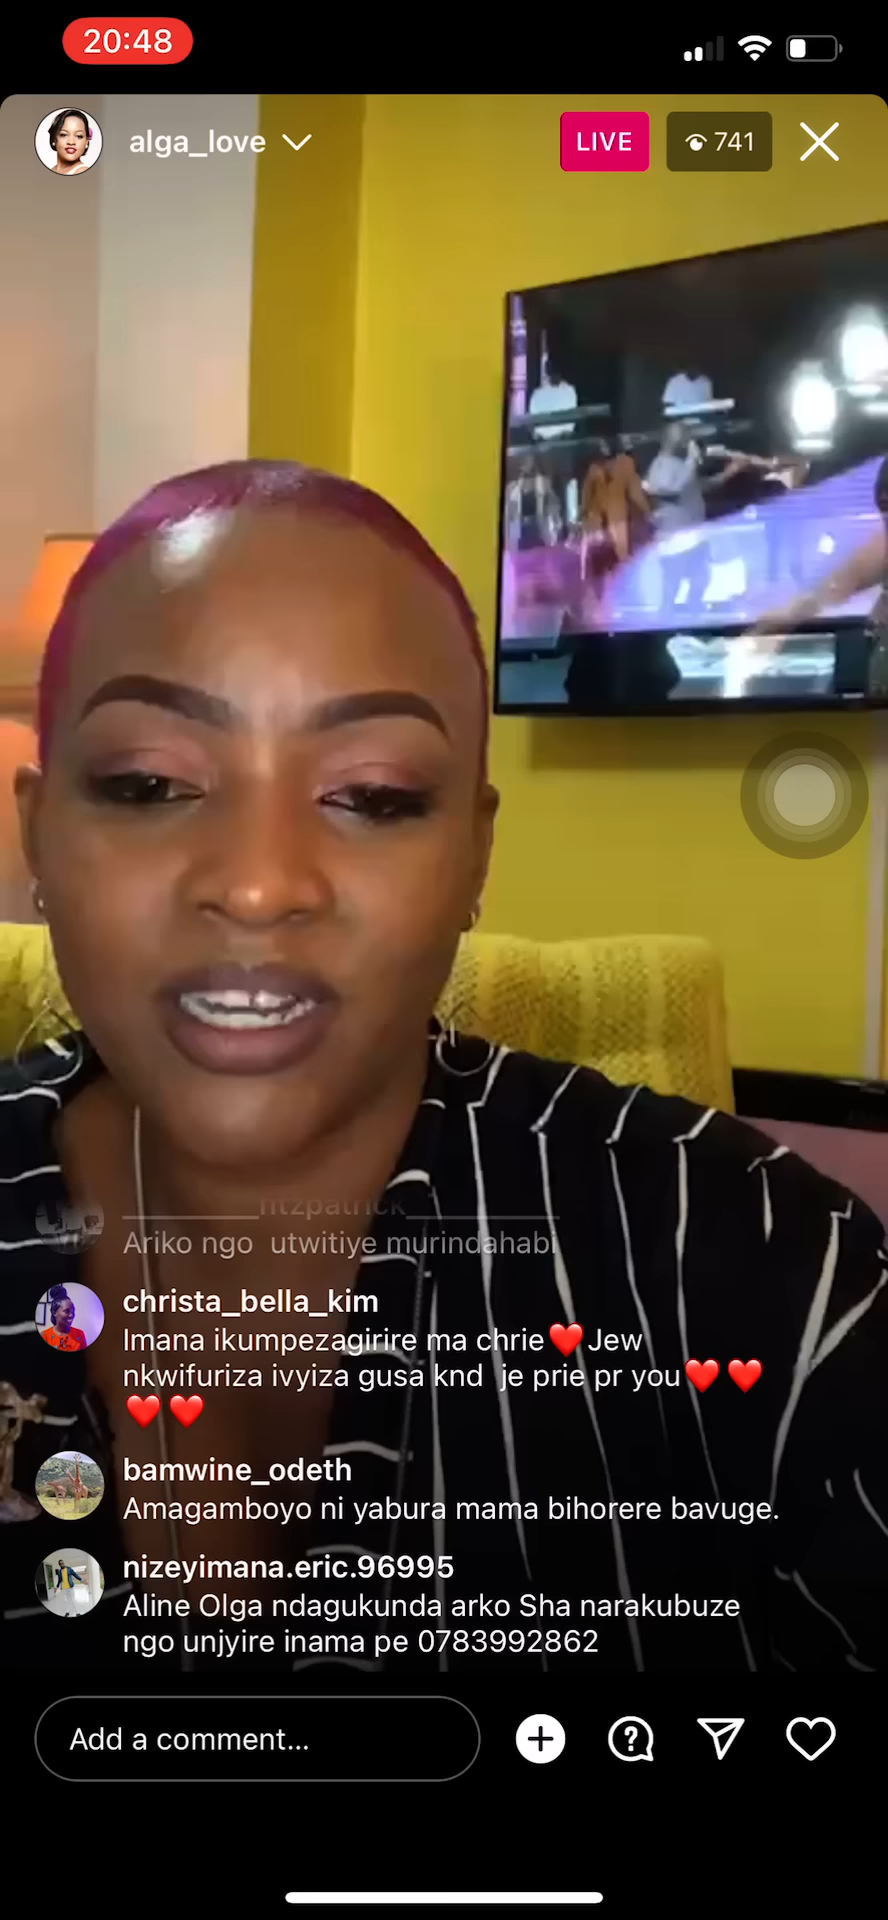 20:48
alga_love
LIVE
741
Ariko ngo utwitiye murindahabi
christa_bella_kim
Imana ikumpezagirire ma chrie❤️Jew
nkwifuriza ivyiza gusa knd je prie pr you❤️❤️
❤️❤️
bamwine_odeth
Amagamboyo ni yabura mama bihorere bavuge.
nizeyimana.eric.96995
Aline Olga ndagukunda arko Sha narakubuze
ngo unjyire inama pe 0783992862
Add a comment...